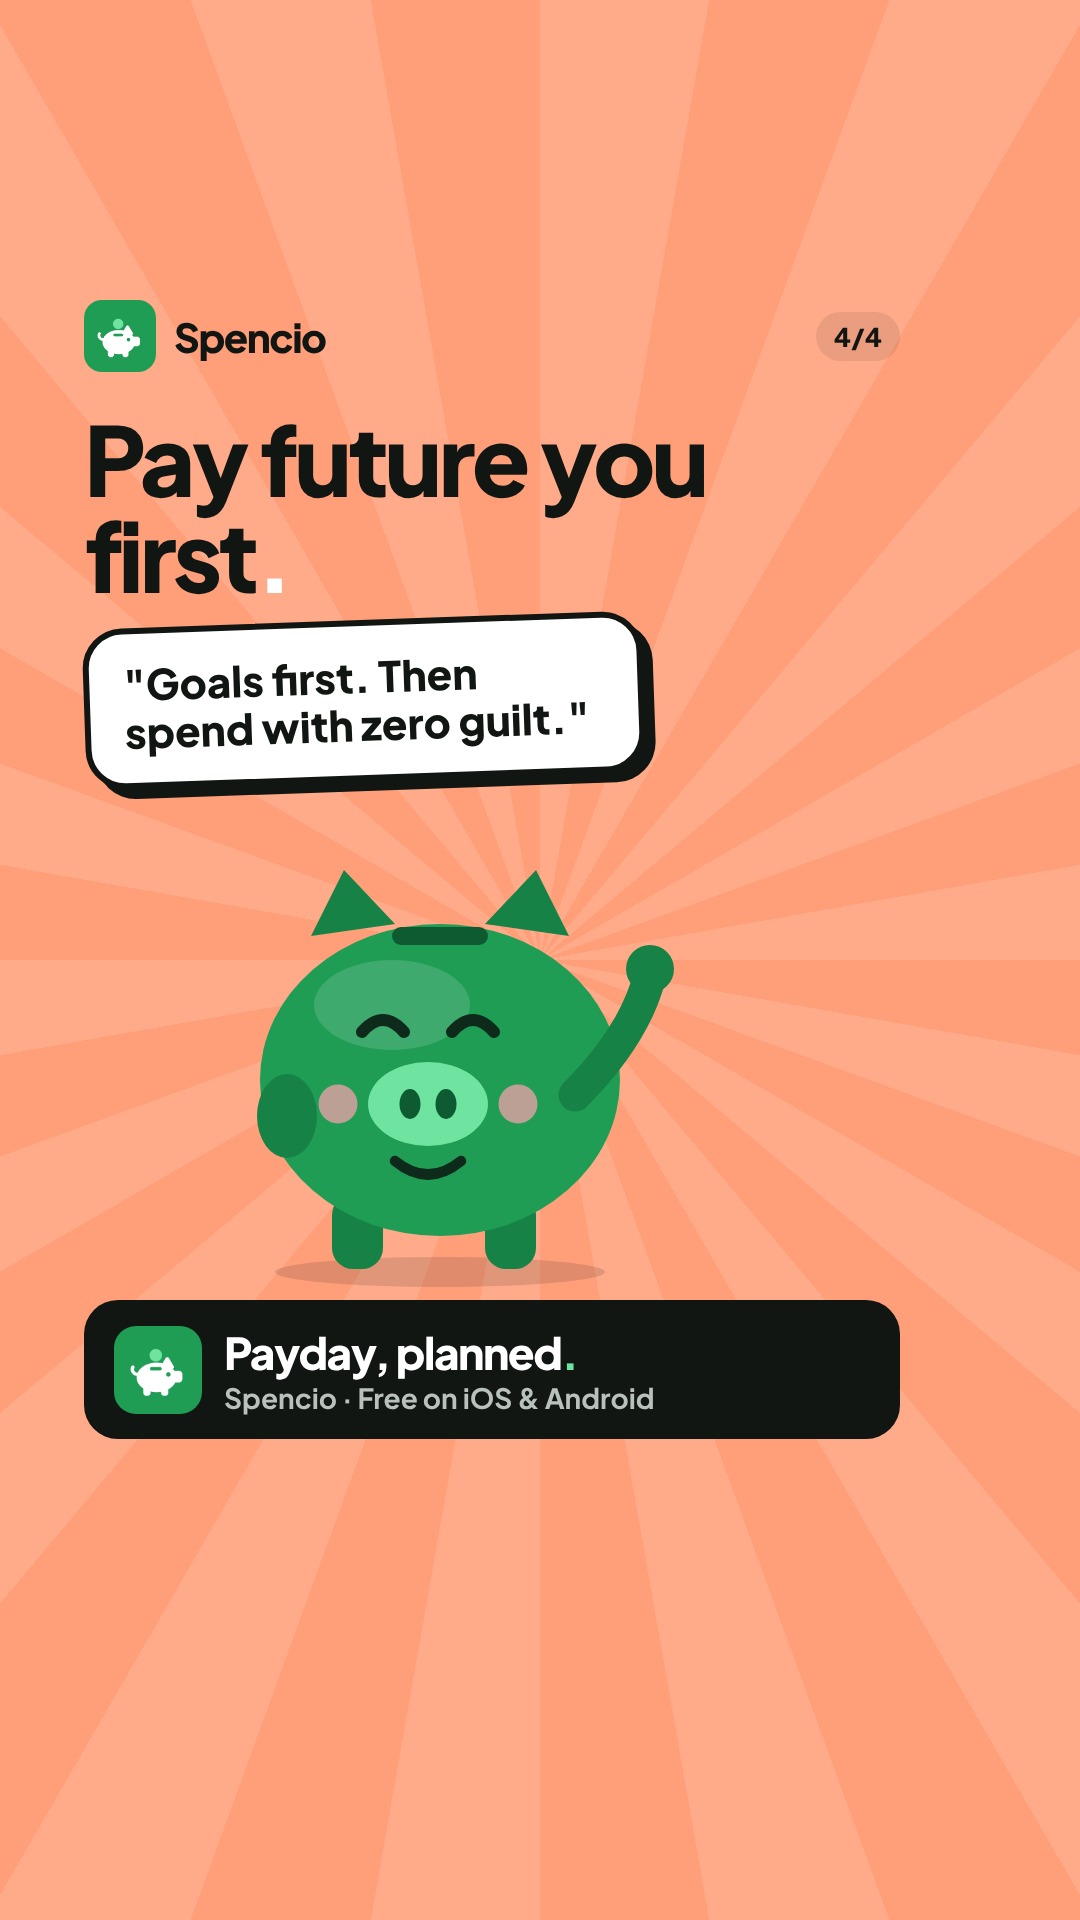 Spencio
4/4
Pay future you
first.
"Goals first. Then
spend with zero guilt."
Payday, planned.
Spencio · Free on iOS & Android